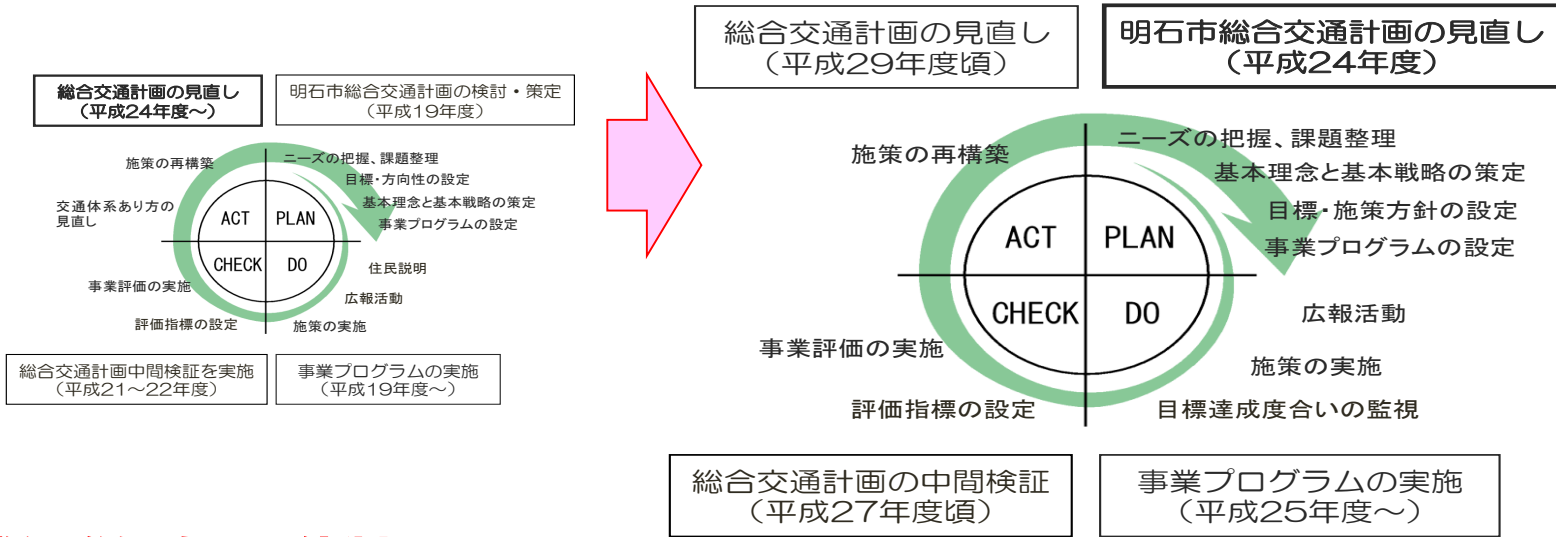 総合交通計画の見直し
（平成24年度～）
明石市総合交通計画の検討・策定
（平成19年度）
施策の再構築
ニーズの把握、課題整理
目標・方向性の設定
基本理念と基本戦略の策定
事業プログラムの設定
交通体系あり方の
見直し
ACT
PLAN
CHECK
DO
住民説明
事業評価の実施
広報活動
評価指標の設定
施策の実施
総合交通計画中間検証を実施
（平成21～22年度）
事業プログラムの実施
（平成19年度～）
総合交通計画の見直し
（平成29年度頃）
明石市総合交通計画の見直し
（平成24年度）
施策の再構築
ニーズの把握、課題整理
基本理念と基本戦略の策定
目標・施策方針の設定
事業プログラムの設定
ACT
PLAN
CHECK
DO
広報活動
事業評価の実施
施策の実施
評価指標の設定
目標達成度合いの監視
総合交通計画の中間検証
（平成27年度頃）
事業プログラムの実施
（平成25年度～）